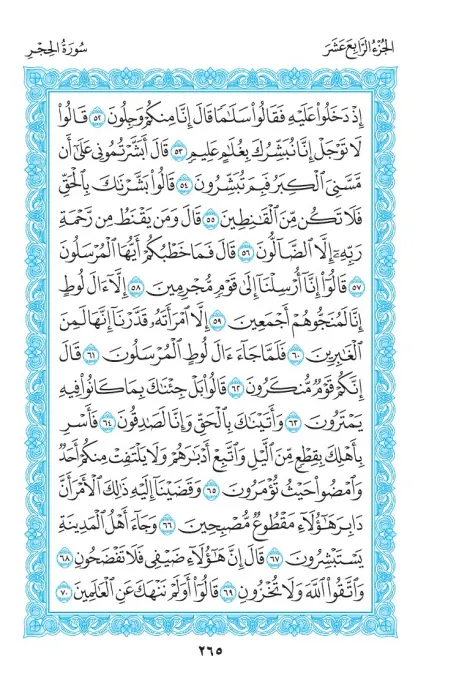 الجُزْءُ الرَّابِعَ عَشَرَ
سُورَةُ الحِجْرِ
إِذْ دَخَلُوا۟ عَلَيْهِ فَقَالُوا۟ سَلَٰمًا قَالَ إِنَّا مِنكُمْ وَجِلُونَ ٥٢ قَالُوا۟
لَا تَوْجَلْ إِنَّا نُبَشِّرُكَ بِغُلَٰمٍ عَلِيمٍ ٥٣ قَالَ أَبَشَّرْتُمُونِى عَلَىٰٓ أَن
مَّسَّنِىَ ٱلْكِبَرُ فَبِمَ تُبَشِّرُونَ ٥٤ قَالُوا۟ بَشَّرْنَٰكَ بِٱلْحَقِّ
فَلَا تَكُن مِّنَ ٱلْقَٰنِطِينَ ٥٥ قَالَ وَمَن يَقْنَطُ مِن رَّحْمَةِ
رَبِّهِۦٓ إِلَّا ٱلضَّآلُّونَ ٥٦ قَالَ فَمَا خَطْبُكُمْ أَيُّهَا ٱلْمُرْسَلُونَ
٥٧ قَالُوٓا۟ إِنَّآ أُرْسِلْنَآ إِلَىٰ قَوْمٍ مُّجْرِمِينَ ٥٨ إِلَّآ ءَالَ لُوطٍ
إِنَّا لَمُنَجُّوهُمْ أَجْمَعِينَ ٥٩ إِلَّا ٱمْرَأَتَهُۥ قَدَّرْنَآ إِنَّهَا لَمِنَ
ٱلْغَٰبِرِينَ ٦٠ فَلَمَّا جَآءَ ءَالَ لُوطٍ ٱلْمُرْسَلُونَ ٦١ قَالَ
إِنَّكُمْ قَوْمٌ مُّنكَرُونَ ٦٢ قَالُوا۟ بَلْ جِئْنَٰكَ بِمَا كَانُوا۟ فِيهِ
يَمْتَرُونَ ٦٣ وَأَتَيْنَٰكَ بِٱلْحَقِّ وَإِنَّا لَصَٰدِقُونَ ٦٤ فَأَسْرِ
بِأَهْلِكَ بِقِطْعٍ مِّنَ ٱلَّيْلِ وَٱتَّبِعْ أَدْبَٰرَهُمْ وَلَا يَلْتَفِتْ مِنكُمْ أَحَدٌ
وَٱمْضُوا۟ حَيْثُ تُؤْمَرُونَ ٦٥ وَقَضَيْنَآ إِلَيْهِ ذَٰلِكَ ٱلْأَمْرَ أَنَّ
دَابِرَ هَٰٓؤُلَآءِ مَقْطُوعٌ مُّصْبِحِينَ ٦٦ وَجَآءَ أَهْلُ ٱلْمَدِينَةِ
يَسْتَبْشِرُونَ ٦٧ قَالَ إِنَّ هَٰٓؤُلَآءِ ضَيْفِى فَلَا تَفْضَحُونِ ٦٨
وَٱتَّقُوا۟ ٱللَّهَ وَلَا تُخْزُونِ ٦٩ قَالُوٓا۟ أَوَلَمْ نَنْهَكَ عَنِ ٱلْعَٰلَمِينَ ٧٠
٢٦٥